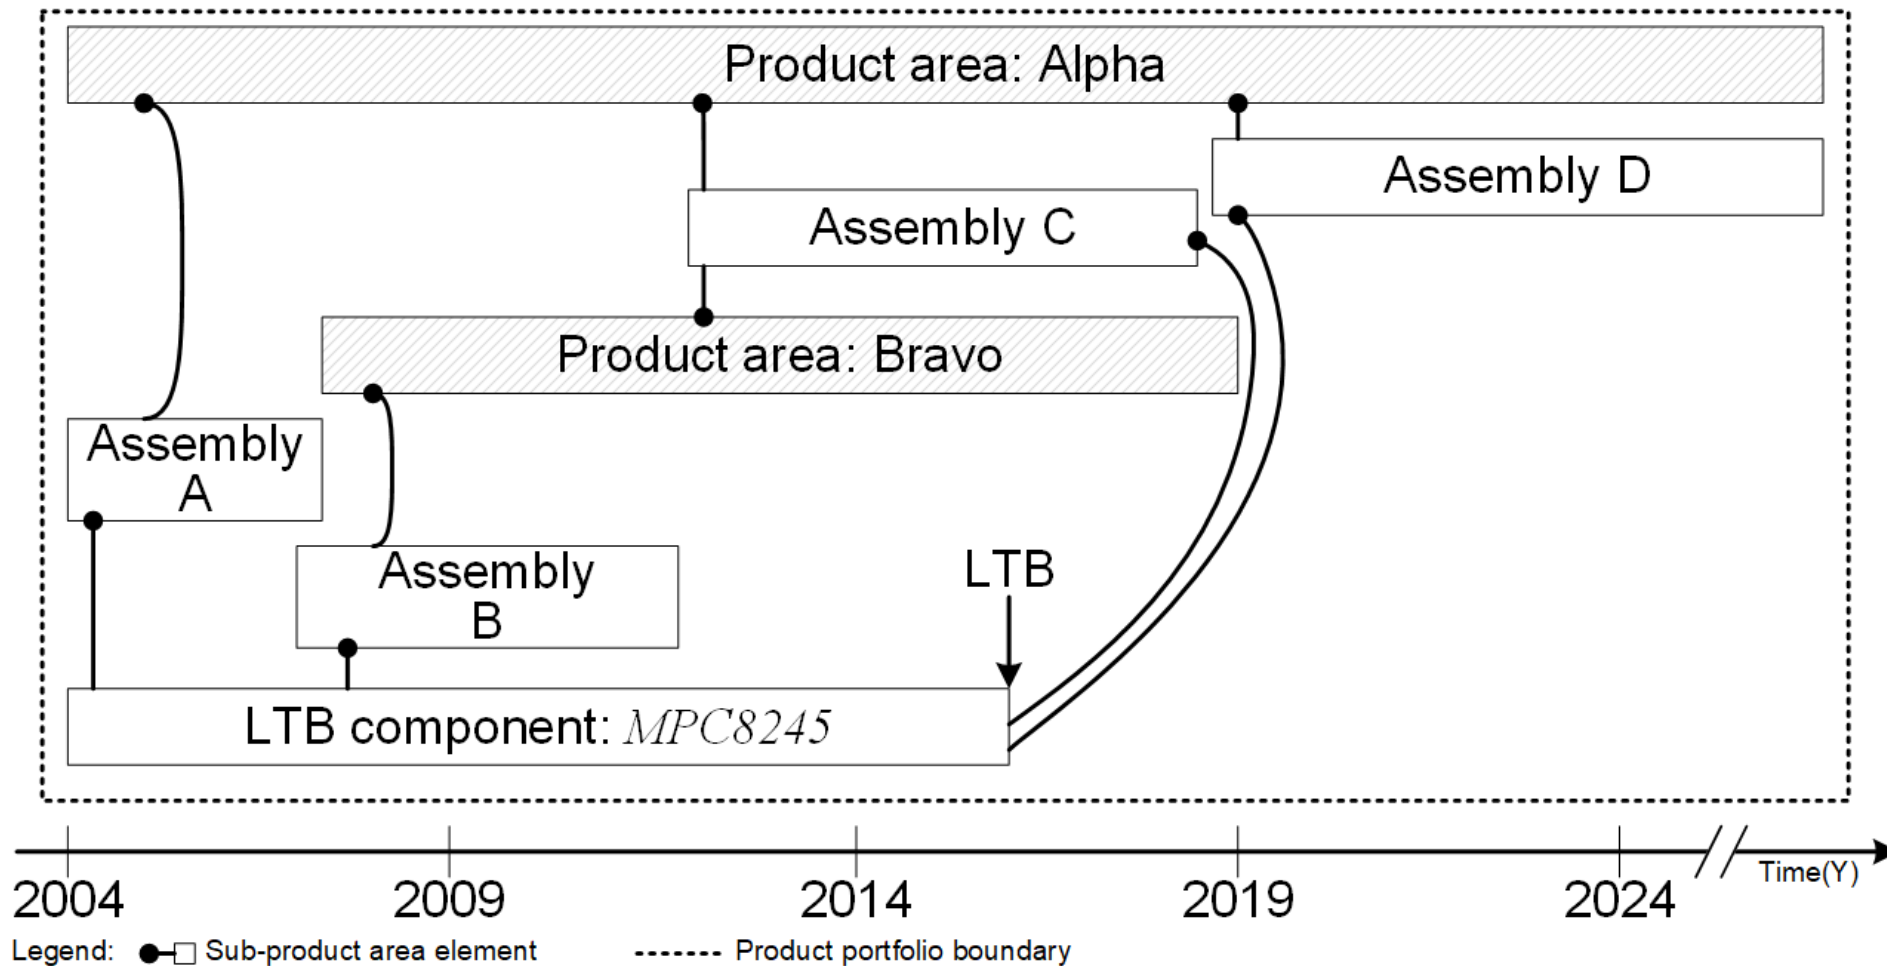 Product area: Alpha
Assembly D
Assembly C
Product area: Bravo
Assembly
A
Assembly
B
LTB
LTB component: MPC8245
Time(Y)
2004 2009 2014 2019 2024
Legend: Sub-product area element Product portfolio boundary